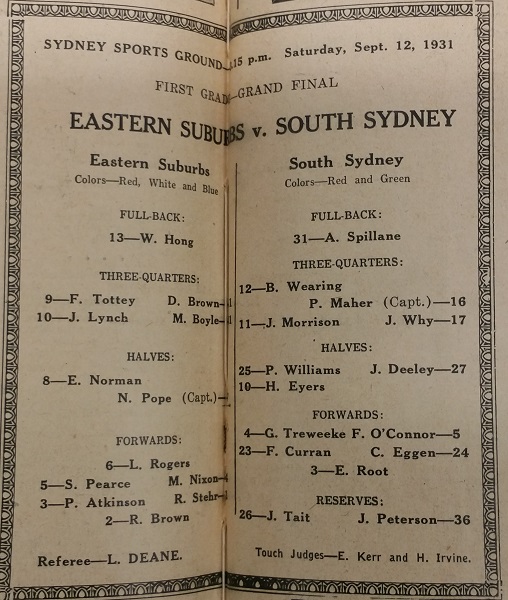 SYDNEY SPORTS GROUND 15 p.m. Saturday, Sept. 12, 1931
FIRST GRADE—GRAND FINAL
EASTERN SUBURBS v. SOUTH SYDNEY
Eastern Suburbs
Colors—Red, White and Blue
FULL-BACK:
13—W. Hong
THREE-QUARTERS:
9—F. Tottey D. Brown—
10—J. Lynch M. Boyle—
HALVES:
8—E. Norman
N. Pope (Capt.)—
FORWARDS:
6—L. Rogers
5—S. Pearce M. Nixon—
3—P. Atkinson R. Stehr—
2—R. Brown
Referee—L. DEANE.
South Sydney
Colors—Red and Green
FULL-BACK:
31—A. Spillane
THREE-QUARTERS:
12—B. Wearing
P. Maher (Capt.)—16
11—J. Morrison J. Why—17
HALVES:
25—P. Williams J. Deeley—27
10—H. Eyers
FORWARDS:
4—G. Treweeke F. O'Connor—5
23—F. Curran C. Eggen—24
3—E. Root
RESERVES:
26—J. Tait J. Peterson—36
Touch Judges—E. Kerr and H. Irvine.